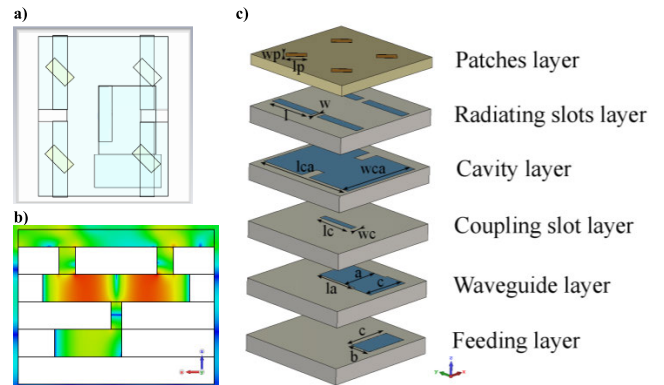 a)
b)
c)
wp
lp
Patches layer
w
l
Radiating slots layer
lca
wca
Cavity layer
lc
wc
Coupling slot layer
a
la
c
Waveguide layer
c
b
Feeding layer